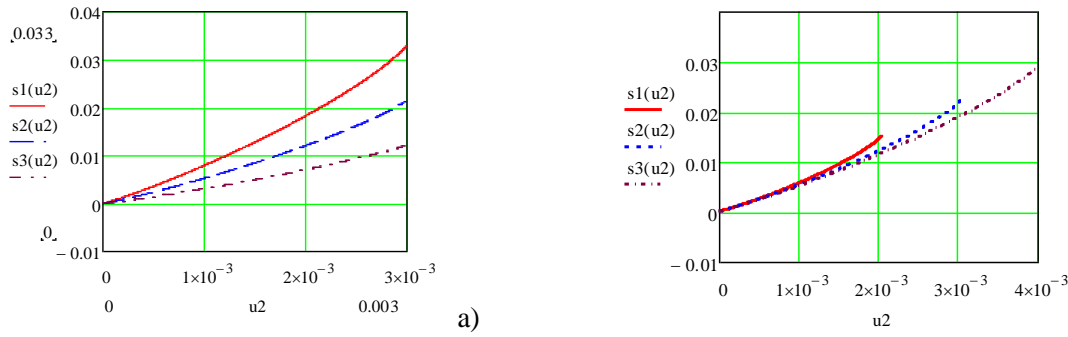 0.04
0.033
0.03
s1(u2)
0.02
s2(u2)
s3(u2)
0.01
0
0
− 0.01
0 1×10⁻³ 2×10⁻³ 3×10⁻³
0 u2 0.003
a)
0.03
s1(u2)
0.02
s2(u2)
s3(u2)
0.01
0
− 0.01
0 1×10⁻³ 2×10⁻³ 3×10⁻³ 4×10⁻³
u2